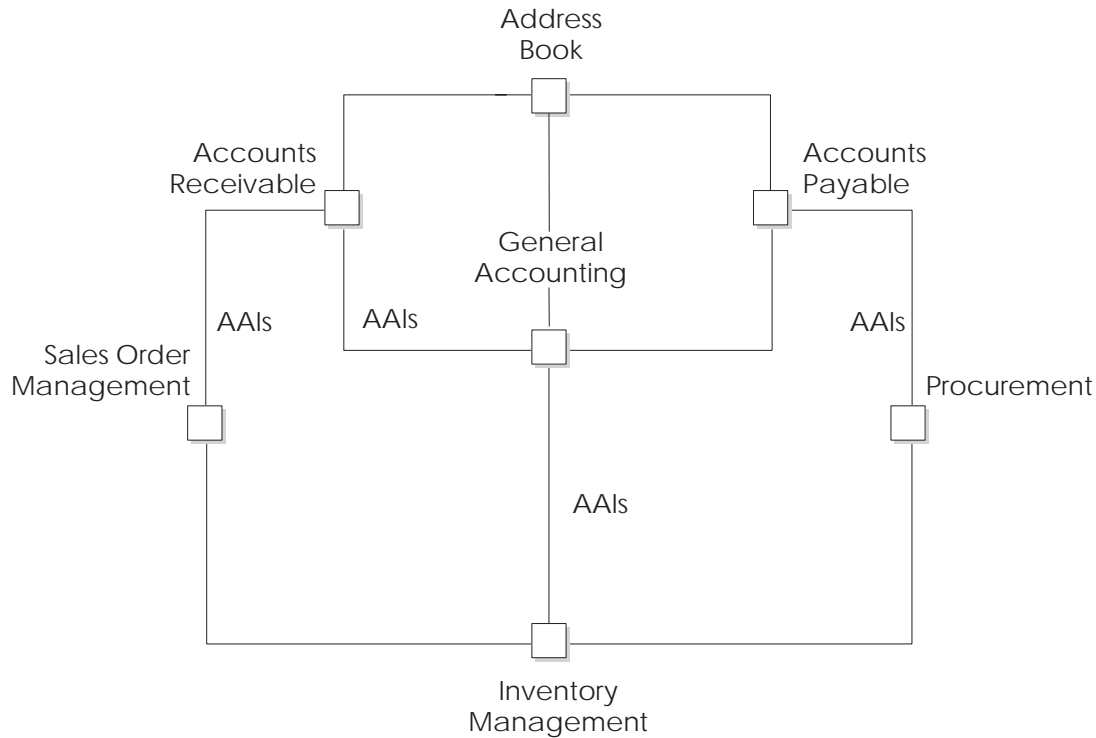 Address
Book
Accounts
Receivable
Accounts
Payable
General
Accounting
AAIs
AAIs
AAIs
Sales Order
Management
Procurement
AAIs
Inventory
Management